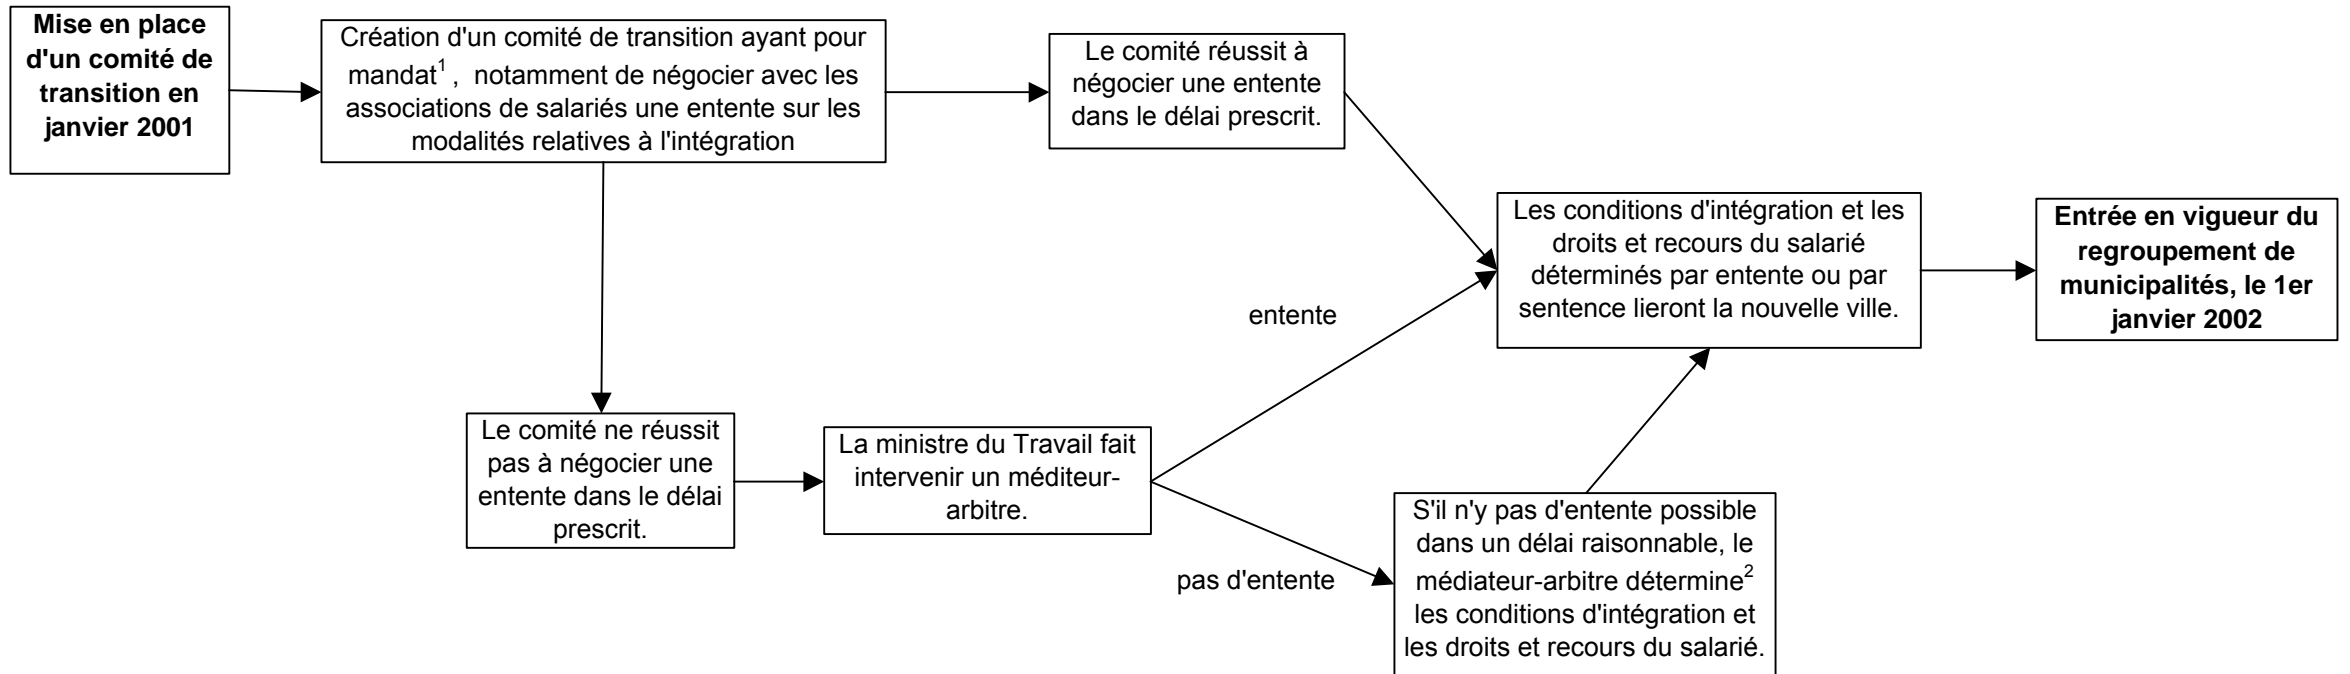 Mise en place
d'un comité de
transition en
janvier 2001
Création d'un comité de transition ayant pour
mandat¹ , notamment de négocier avec les
associations de salariés une entente sur les
modalités relatives à l'intégration
Le comité réussit à
négocier une entente
dans le délai prescrit.
Les conditions d'intégration et les
droits et recours du salarié
déterminés par entente ou par
sentence lieront la nouvelle ville.
Entrée en vigueur du
regroupement de
municipalités, le 1er
janvier 2002
entente
Le comité ne réussit
pas à négocier une
entente dans le délai
prescrit.
La ministre du Travail fait
intervenir un méditeur-
arbitre.
pas d'entente
S'il n'y pas d'entente possible
dans un délai raisonnable, le
médiateur-arbitre détermine²
les conditions d'intégration et
les droits et recours du salarié.